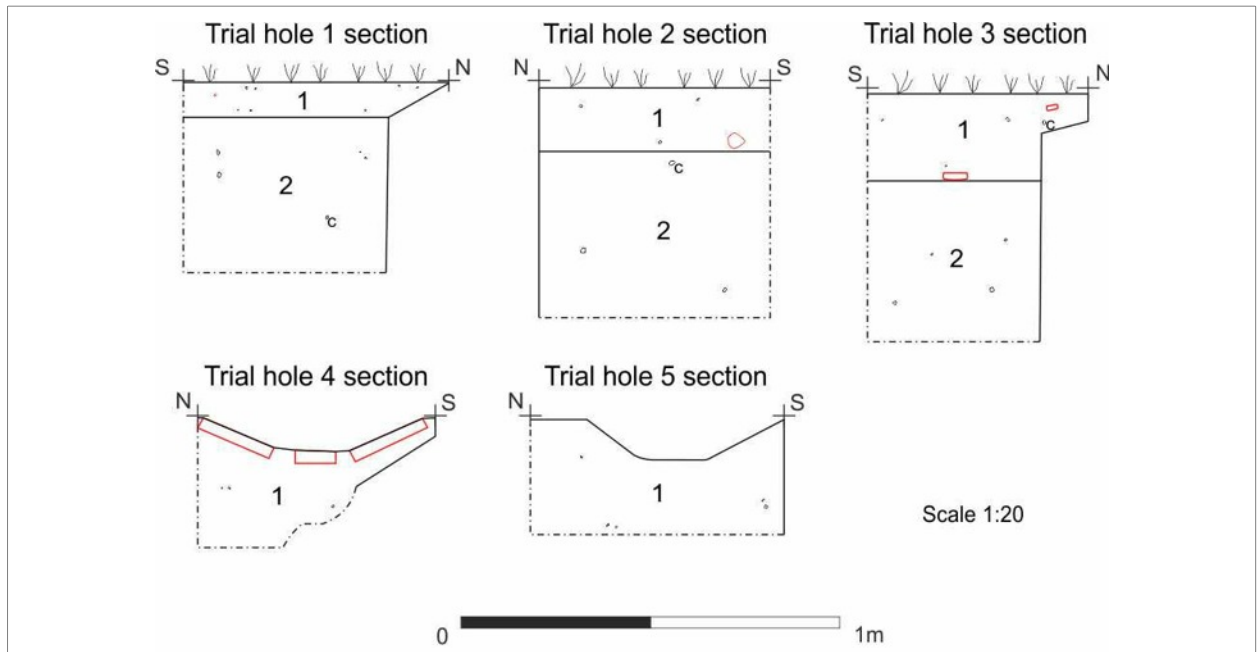 Trial hole 1 section
S N
1
2
c
Trial hole 2 section
N S
1
c
2
Trial hole 3 section
S N
1
c
2
Trial hole 4 section
N S
1
Trial hole 5 section
N S
1
Scale 1:20
0 1m